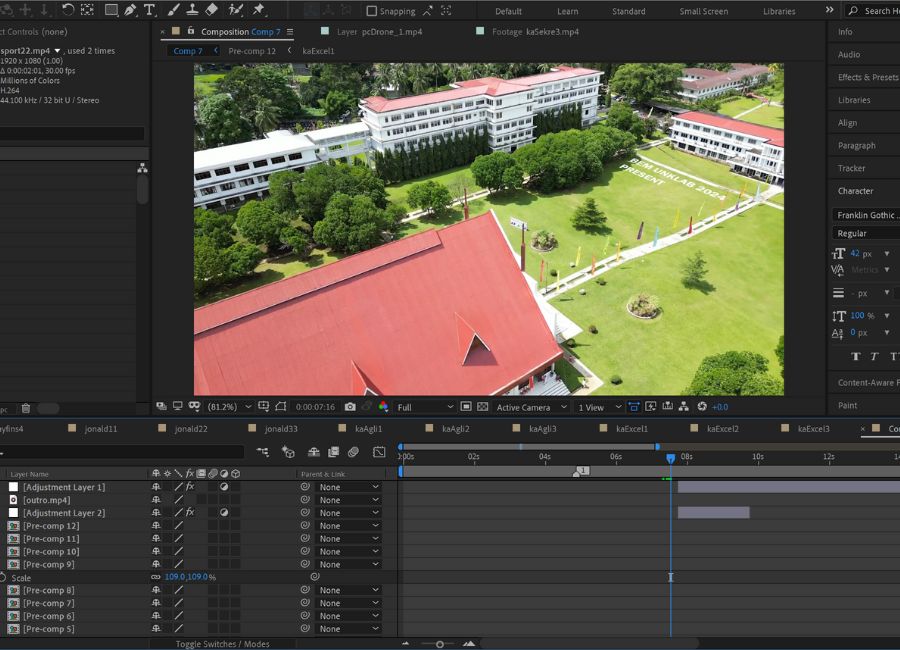 Snapping
Default
Learn
Standard
Small Screen
Libraries
Search He
ct Controls (none)
Composition Comp 7
Layer pcDrone_1.mp4
Footage kaSekre3.mp4
Info
sport22.mp4 , used 2 times
1920 x 1080 (1.00)
Δ 0:00:02:01, 30.00 fps
Millions of Colors
H.264
44.100 kHz / 32 bit U / Stereo
Comp 7
Pre-comp 12
kaExcel1
Audio
Effects & Presets
Libraries
Align
Paragraph
Tracker
Character
Franklin Gothic ..
Regular
42 px
Metrics
- px
100 %
0 px
T T T
Content-Aware F
Paint
BEM UNKLAB 2024
PRESENT
pc
(81.2%)
0:00:07:16
Full
Active Camera
1 View
+0.0
yfins4
jonald11
jonald22
jonald33
kaAgli1
kaAgli2
kaAgli3
kaExcel1
kaExcel2
kaExcel3
Co
:00s
02s
04s
06s
08s
10s
12s
14
1
Layer Name
Parent & Link
[Adjustment Layer 1] fx None
[outro.mp4] None
[Adjustment Layer 2] fx None
[Pre-comp 12] None
[Pre-comp 11] None
[Pre-comp 10] None
[Pre-comp 9] None
Scale 109.0,109.0%
[Pre-comp 8] None
[Pre-comp 7] None
[Pre-comp 6] None
[Pre-comp 5] None
Toggle Switches / Modes